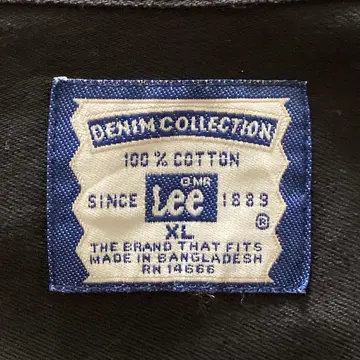 DENIM COLLECTION
100% COTTON
® MR
SINCE Lee 1889
®
XL
THE BRAND THAT FITS
MADE IN BANGLADESH
RN 14666